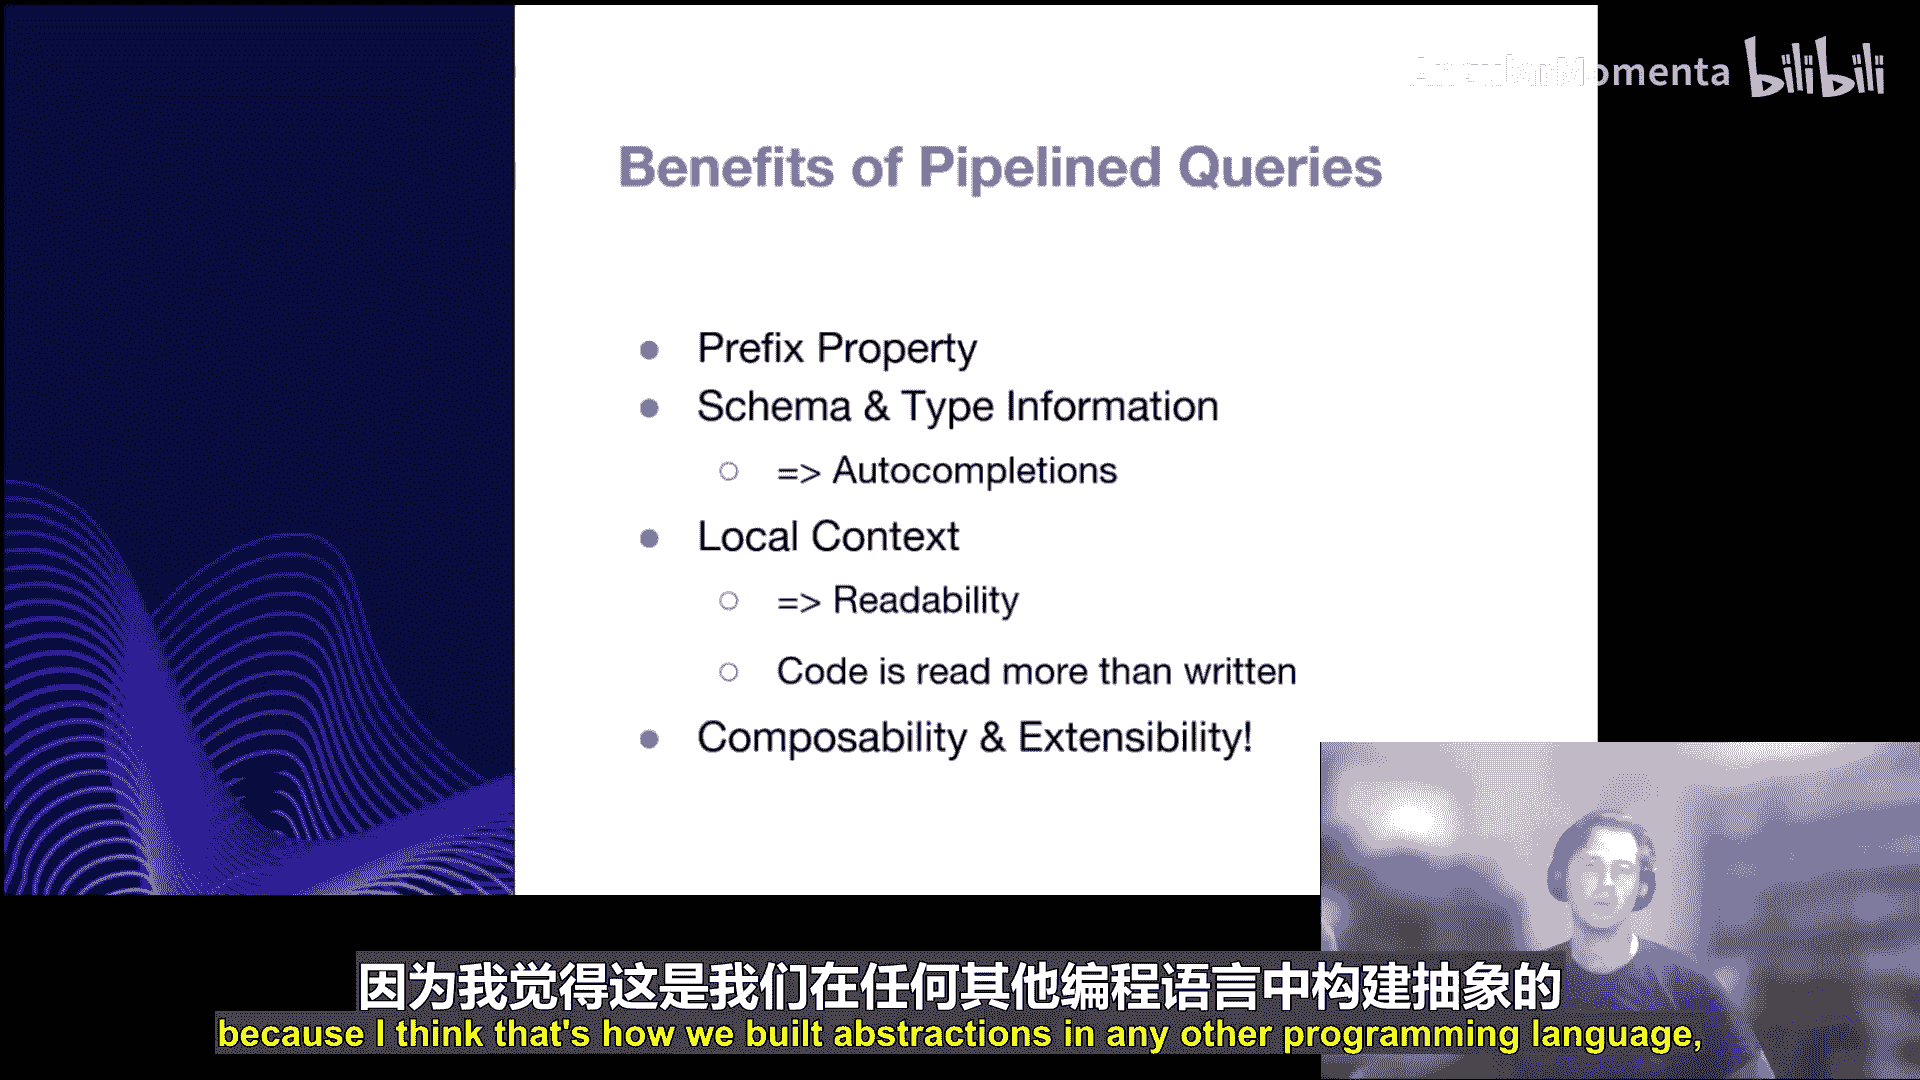 Momenta bilibili
Benefits of Pipelined Queries
Prefix Property
Schema & Type Information
=> Autocompletions
Local Context
=> Readability
Code is read more than written
Composability & Extensibility!
因为我觉得这是我们在任何其他编程语言中构建抽象的
because I think that's how we built abstractions in any other programming language,